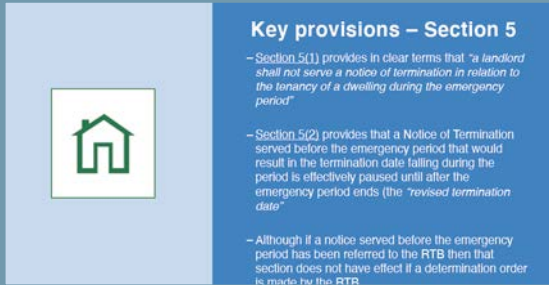 Key provisions – Section 5
– Section 5(1) provides in clear terms that "a landlord
shall not serve a notice of termination in relation to
the tenancy of a dwelling during the emergency
period"
– Section 5(2) provides that a Notice of Termination
served before the emergency period that would
result in the termination date falling during the
period is effectively paused until after the
emergency period ends (the "revised termination
date"
– Although if a notice served before the emergency
period has been referred to the RTB then that
section does not have effect if a determination order
is made by the RTB